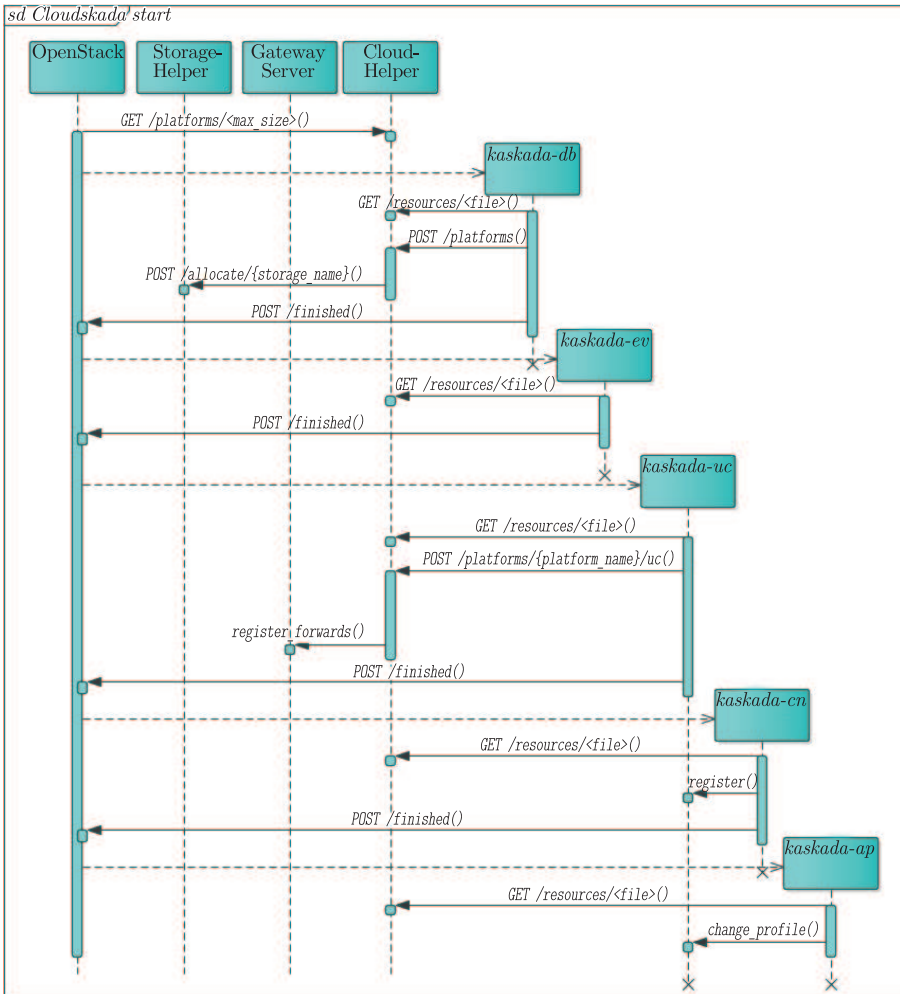 sd Cloudskada start
OpenStack
Storage-
Helper
Gateway
Server
Cloud-
Helper
GET /platforms/<max_size>()
kaskada-db
GET /resources/<file>()
POST /platforms()
POST /allocate/{storage_name}()
POST /finished()
kaskada-ev
GET /resources/<file>()
POST /finished()
kaskada-uc
GET /resources/<file>()
POST /platforms/{platform_name}/uc()
register_forwards()
POST /finished()
kaskada-cn
GET /resources/<file>()
register()
POST /finished()
kaskada-ap
GET /resources/<file>()
change_profile()